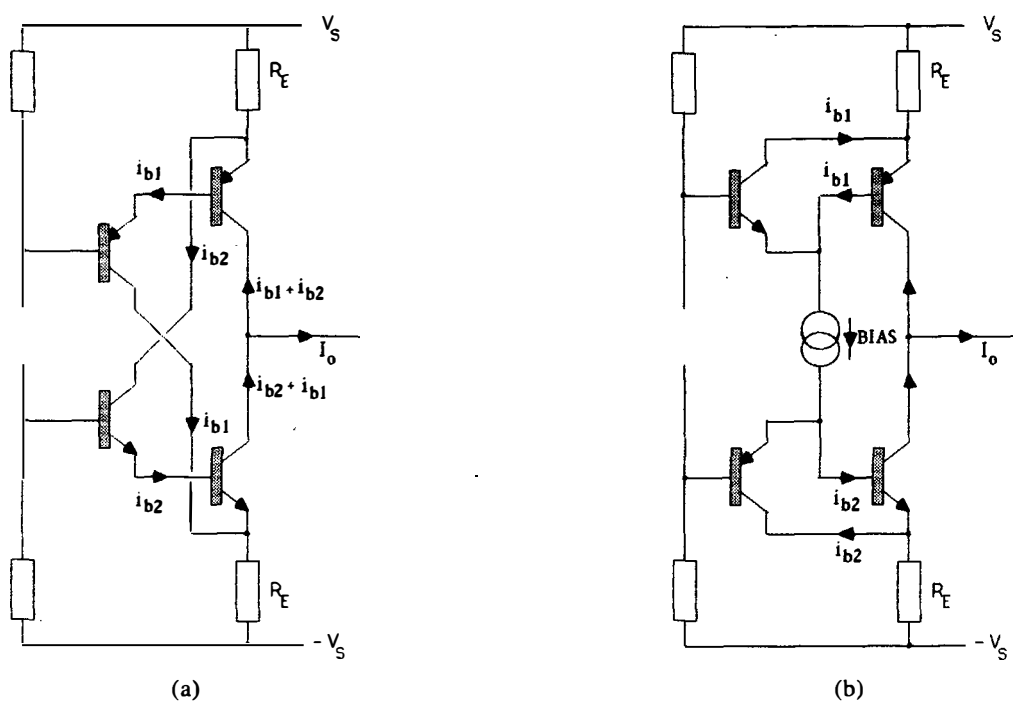 V_S
R_E
i_b1
i_b1
i_b2
i_b1 + i_b2
I_o
i_b2 + i_b1
i_b1
i_b2
R_E
– V_S
(a)
V_S
R_E
i_b1
i_b1
BIAS
I_o
i_b2
i_b2
R_E
– V_S
(b)